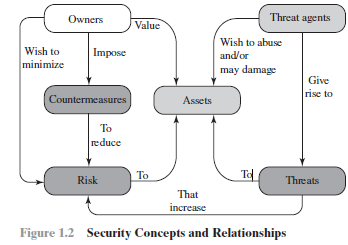 Owners
Value
Threat agents
Wish to
minimize
Impose
Wish to abuse
and/or
may damage
Give
rise to
Countermeasures
Assets
To
reduce
Risk
To
To
Threats
That
increase
Figure 1.2 Security Concepts and Relationships